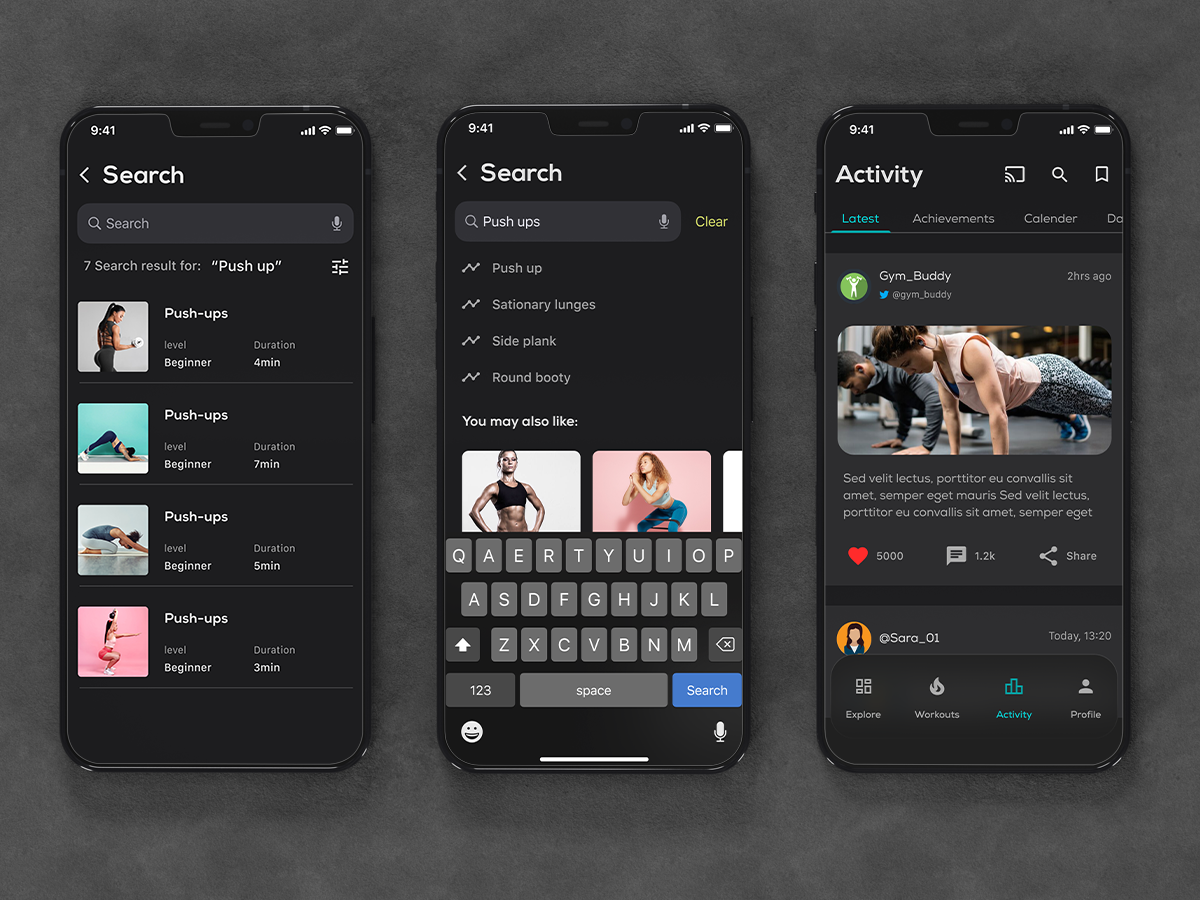 9:41
Search
Search
7 Search result for: “Push up”
Push-ups
level Duration
Beginner 4min
Push-ups
level Duration
Beginner 7min
Push-ups
level Duration
Beginner 5min
Push-ups
level Duration
Beginner 3min
9:41
Search
Push ups Clear
Push up
Sationary lunges
Side plank
Round booty
You may also like:
Q A E R T Y U I O P
A S D F G H J K L
Z X C V B N M
123 space Search
9:41
Activity
Latest Achievements Calender Da
Gym_Buddy 2hrs ago
@gym_buddy
Sed velit lectus, porttitor eu convallis sit
amet, semper eget mauris Sed velit lectus,
porttitor eu convallis sit amet, semper eget
5000 1.2k Share
@Sara_01 Today, 13:20
Explore Workouts Activity Profile